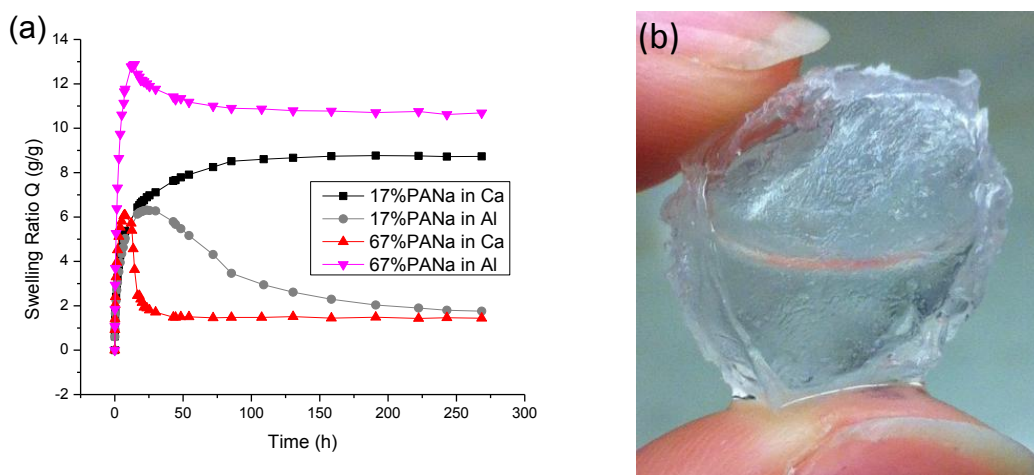 (a)
14
12
10
8
6
4
2
0
-2
Swelling Ratio Q (g/g)
17%PANa in Ca
17%PANa in Al
67%PANa in Ca
67%PANa in Al
0 50 100 150 200 250 300
Time (h)
(b)